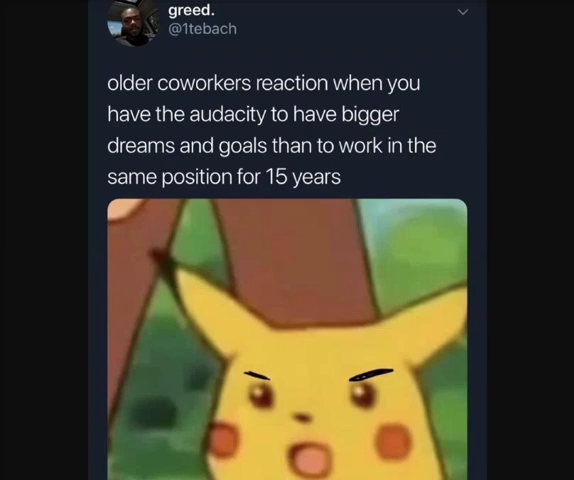 greed.
@1tebach
older coworkers reaction when you
have the audacity to have bigger
dreams and goals than to work in the
same position for 15 years